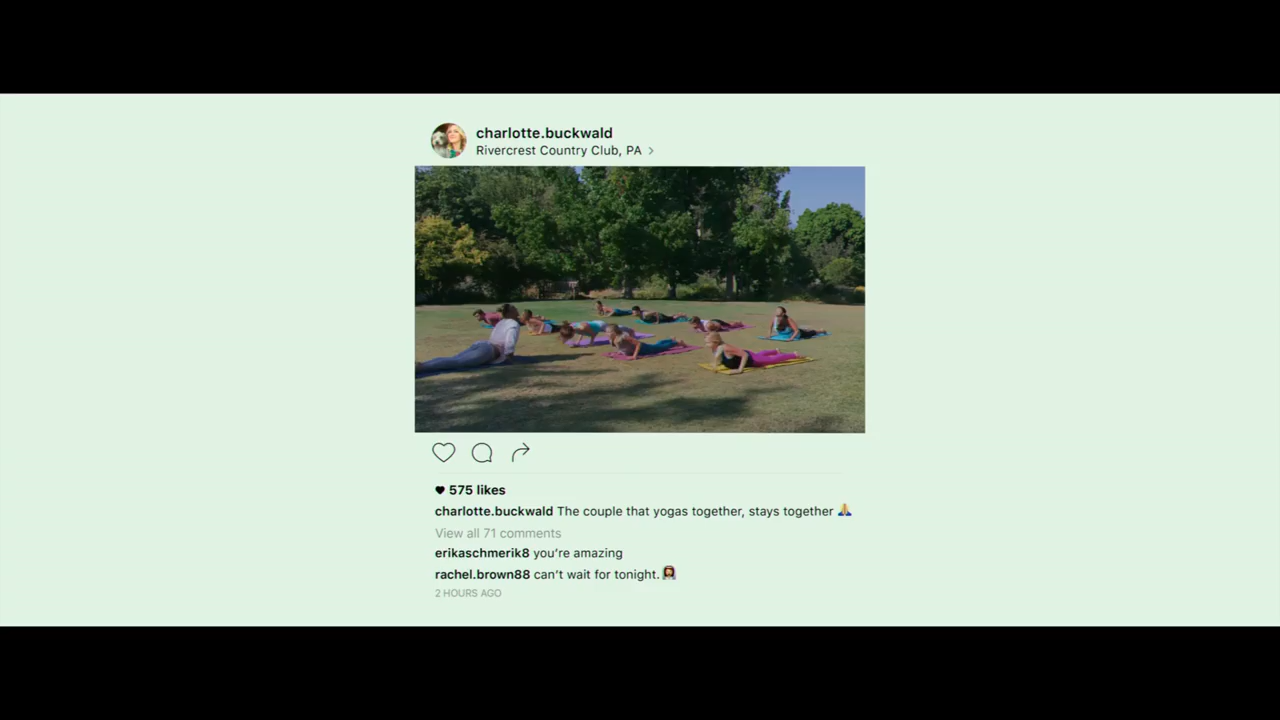 charlotte.buckwald
Rivercrest Country Club, PA >
575 likes
charlotte.buckwald The couple that yogas together, stays together 🙏
View all 71 comments
erikaschmerik8 you're amazing
rachel.brown88 can't wait for tonight.
2 HOURS AGO